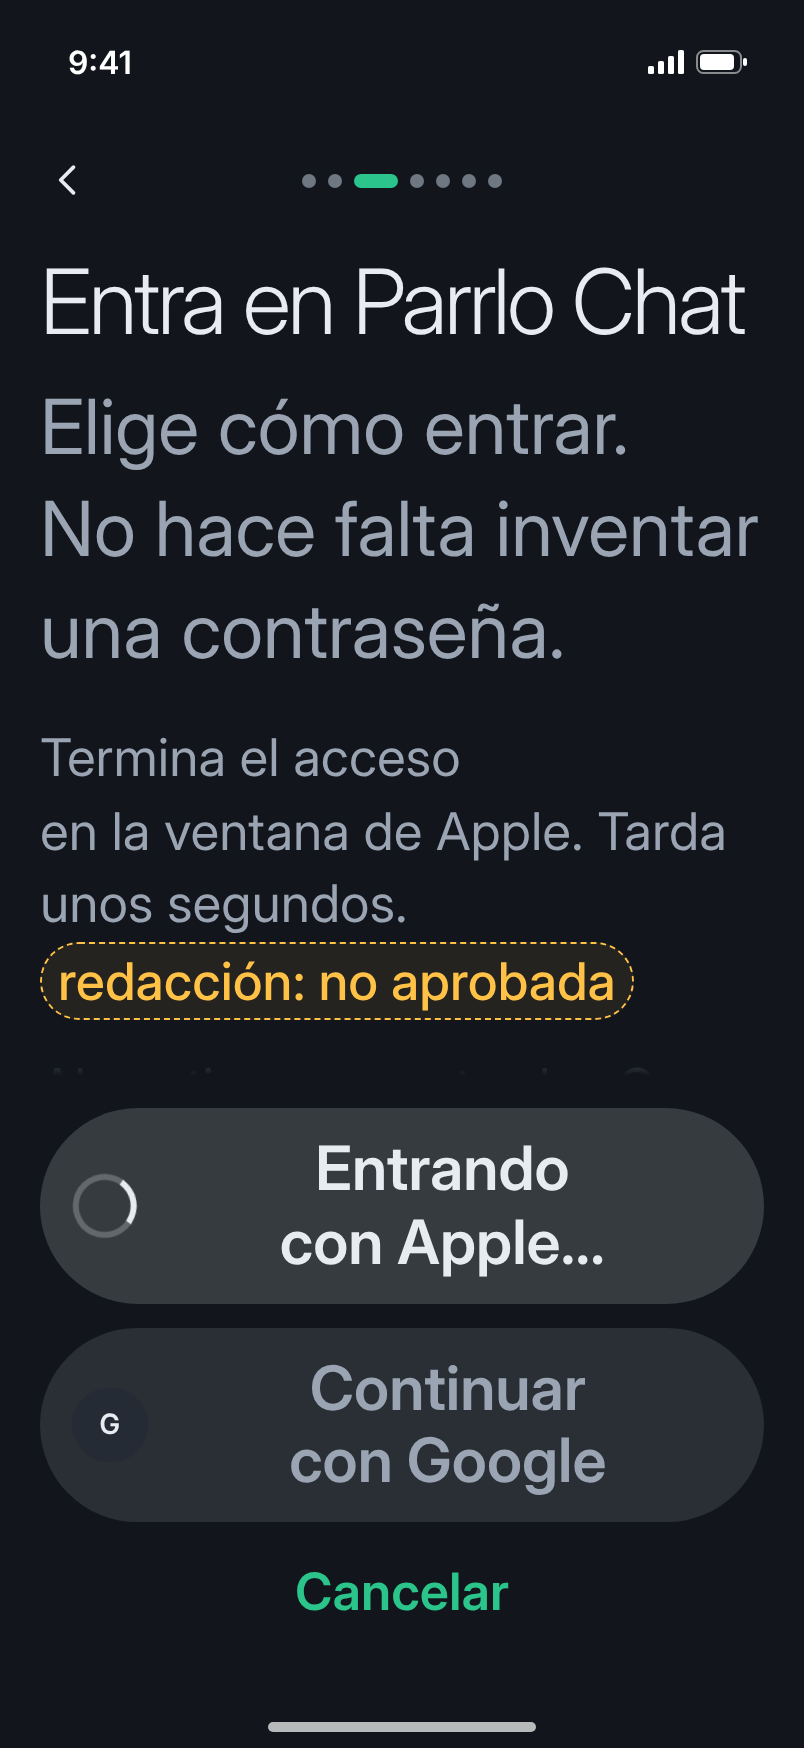 9:41
Entra en Parrlo Chat
Elige cómo entrar.
No hace falta inventar
una contraseña.
Termina el acceso
en la ventana de Apple. Tarda
unos segundos.
redacción: no aprobada
Entrando
con Apple...
G
Continuar
con Google
Cancelar